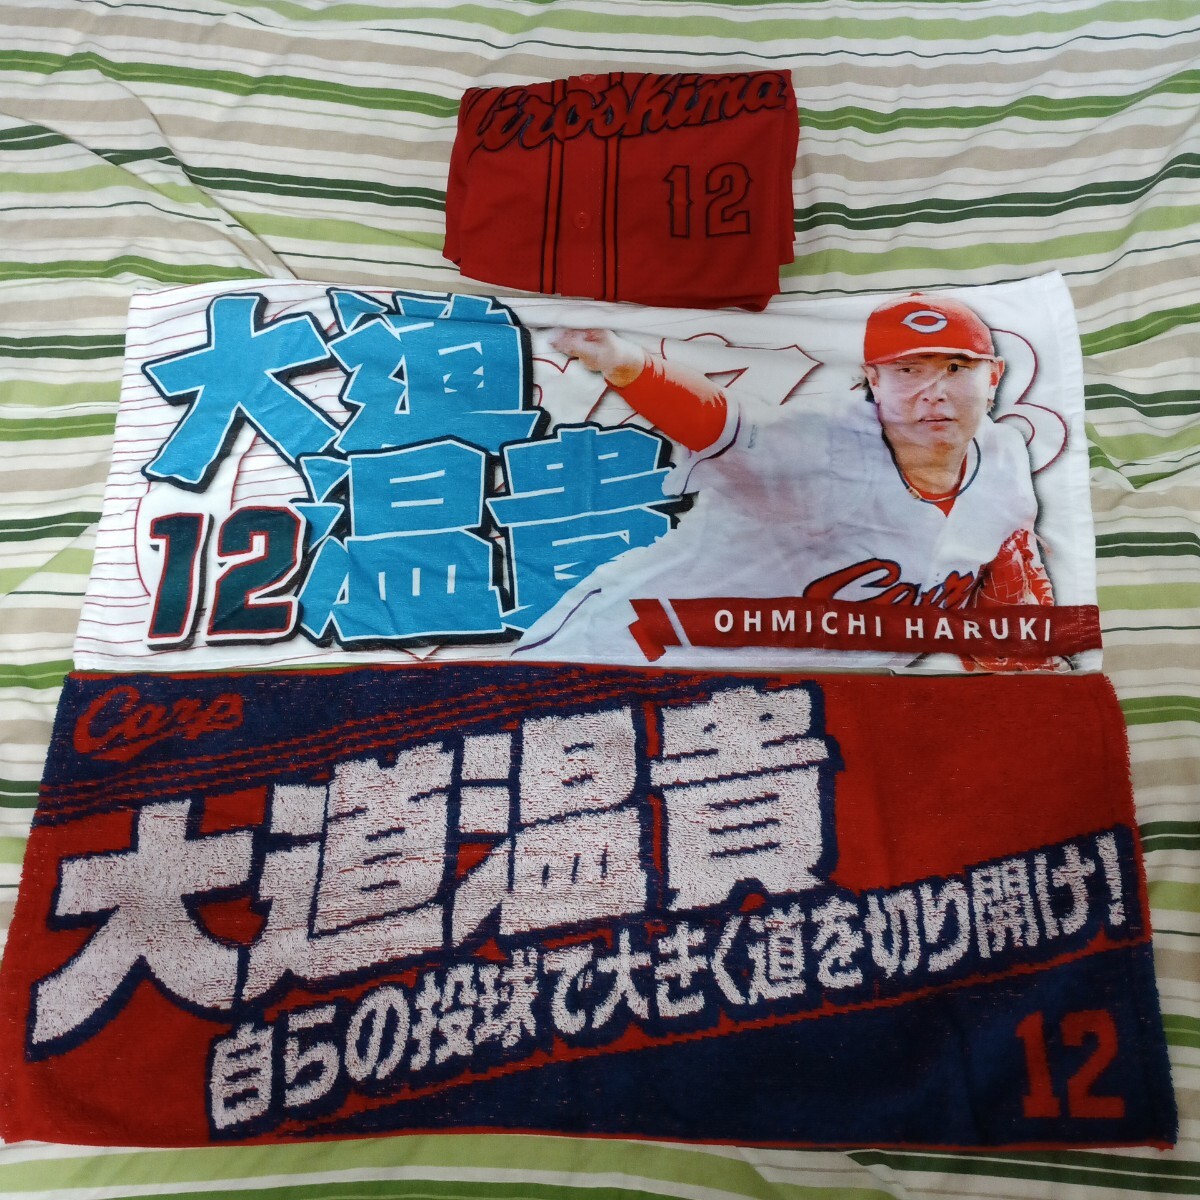 Hiroshima
12
大道
温貴
12
C
Carp
OHMICHI HARUKI
Carp
大道温貴
自らの投球で大きく道を切り開け!
12